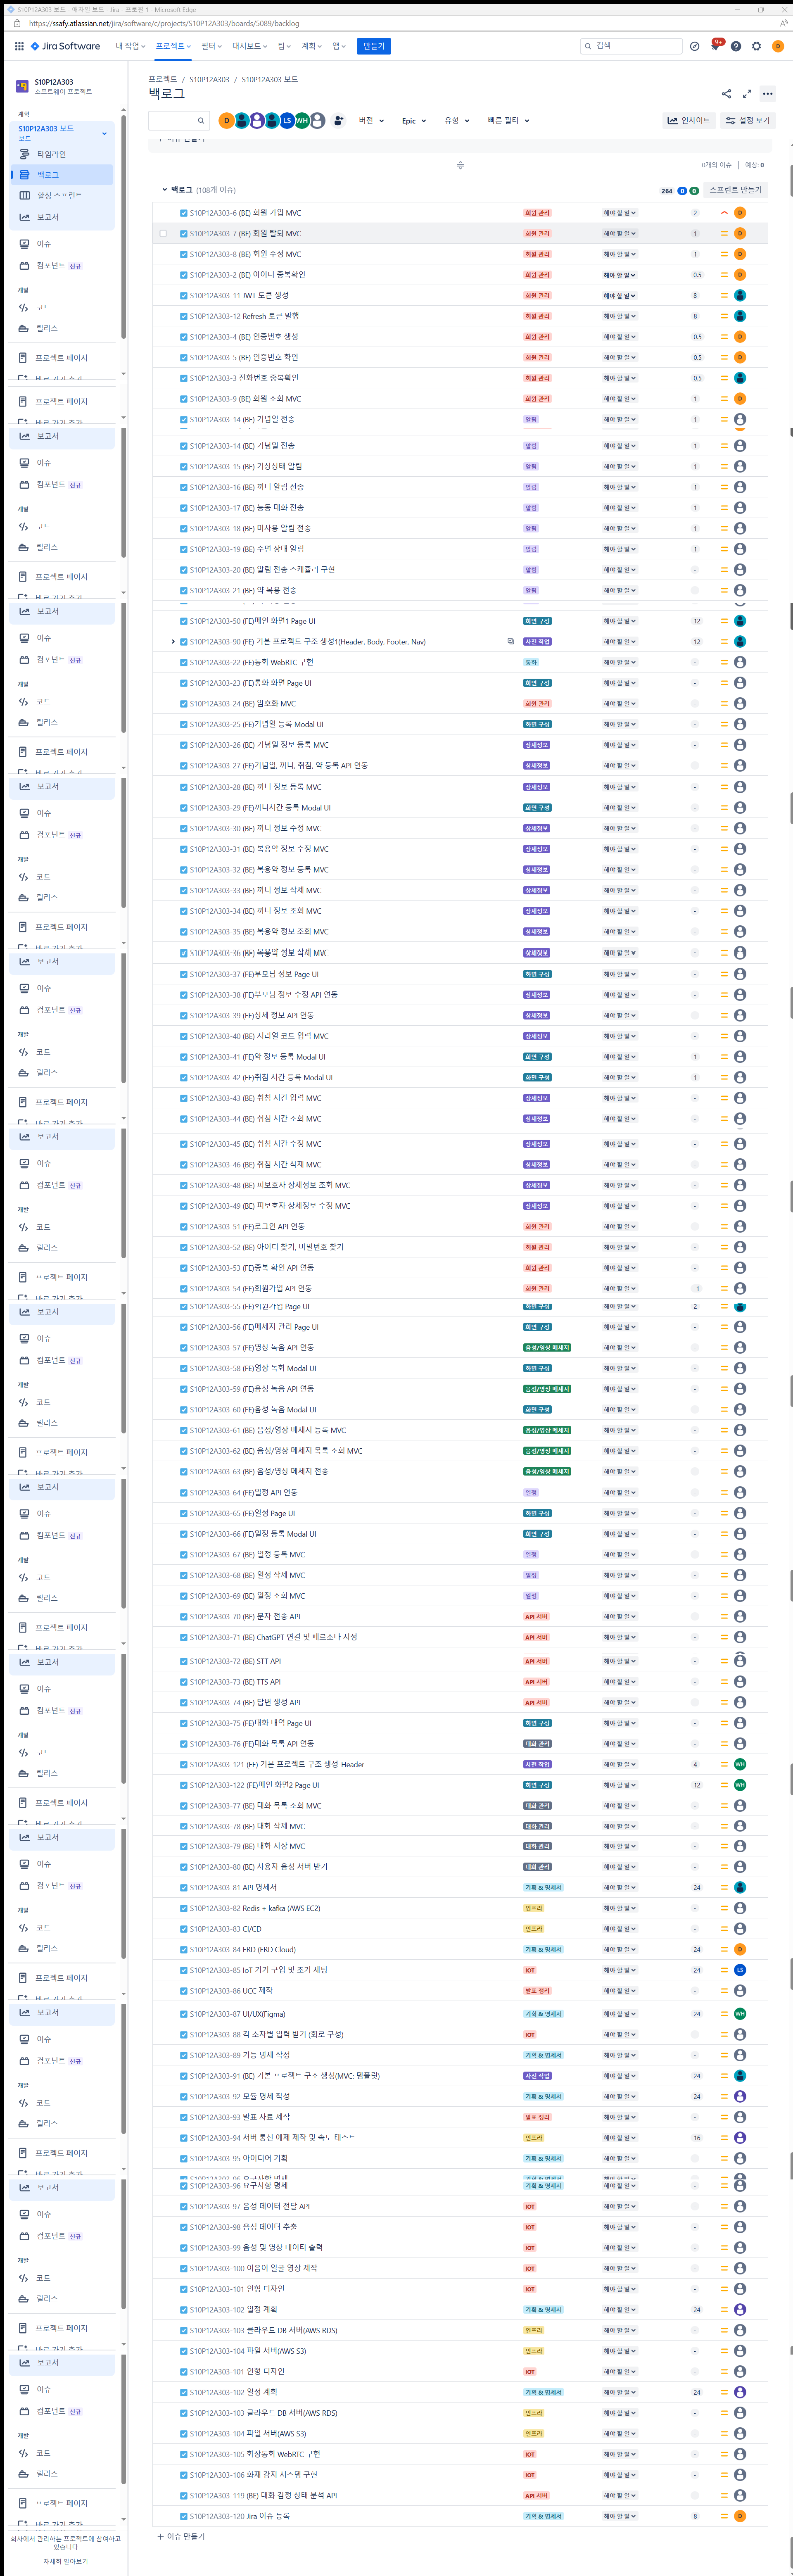 S10P12A303 보드 - 애자일 보드 - Jira - 프로필 1 - Microsoft Edge
https://ssafy.atlassian.net/jira/software/c/projects/S10P12A303/boards/5089/backlog
Jira Software 내 작업 프로젝트 필터 대시보드 팀 계획 앱 만들기 검색 9+ D
S10P12A303
소프트웨어 프로젝트
계획
S10P12A303 보드
보드
타임라인
백로그
활성 스프린트
보고서
이슈
컴포넌트 신규
개발
코드
릴리스
프로젝트 페이지
프로젝트 / S10P12A303 / S10P12A303 보드
백로그
D LS WH 버전 Epic 유형 빠른 필터 인사이트 설정 보기
0개의 이슈 | 예상: 0
백로그 (108개 이슈) 264 0 0 스프린트 만들기
S10P12A303-6 (BE) 회원 가입 MVC 회원 관리 해야 할 일 2 D
S10P12A303-7 (BE) 회원 탈퇴 MVC 회원 관리 해야 할 일 1 D
S10P12A303-8 (BE) 회원 수정 MVC 회원 관리 해야 할 일 1 D
S10P12A303-2 (BE) 아이디 중복확인 회원 관리 해야 할 일 0.5 D
S10P12A303-11 JWT 토큰 생성 회원 관리 해야 할 일 8
S10P12A303-12 Refresh 토큰 발행 회원 관리 해야 할 일 8
S10P12A303-4 (BE) 인증번호 생성 회원 관리 해야 할 일 0.5 D
S10P12A303-5 (BE) 인증번호 확인 회원 관리 해야 할 일 0.5 D
S10P12A303-3 전화번호 중복확인 회원 관리 해야 할 일 0.5
S10P12A303-9 (BE) 회원 조회 MVC 회원 관리 해야 할 일 1 D
S10P12A303-14 (BE) 기념일 전송 알림 해야 할 일 1
S10P12A303-14 (BE) 기념일 전송 알림 해야 할 일 1
S10P12A303-15 (BE) 기상상태 알림 알림 해야 할 일 1
S10P12A303-16 (BE) 끼니 알림 전송 알림 해야 할 일 1
S10P12A303-17 (BE) 능동 대화 전송 알림 해야 할 일 1
S10P12A303-18 (BE) 미사용 알림 전송 알림 해야 할 일 1
S10P12A303-19 (BE) 수면 상태 알림 알림 해야 할 일 1
S10P12A303-20 (BE) 알림 전송 스케줄러 구현 알림 해야 할 일 -
S10P12A303-21 (BE) 약 복용 전송 알림 해야 할 일 -
S10P12A303-50 (FE)메인 화면1 Page UI 화면 구성 해야 할 일 12
S10P12A303-90 (FE) 기본 프로젝트 구조 생성1(Header, Body, Footer, Nav) 사전 작업 해야 할 일 12
S10P12A303-22 (FE)통화 WebRTC 구현 통화 해야 할 일 -
S10P12A303-23 (FE)통화 화면 Page UI 화면 구성 해야 할 일 -
S10P12A303-24 (BE) 암호화 MVC 회원 관리 해야 할 일 -
S10P12A303-25 (FE)기념일 등록 Modal UI 화면 구성 해야 할 일 -
S10P12A303-26 (BE) 기념일 정보 등록 MVC 상세정보 해야 할 일 -
S10P12A303-27 (FE)기념일, 끼니, 취침, 약 등록 API 연동 상세정보 해야 할 일 -
S10P12A303-28 (BE) 끼니 정보 등록 MVC 상세정보 해야 할 일 -
S10P12A303-29 (FE)끼니시간 등록 Modal UI 화면 구성 해야 할 일 -
S10P12A303-30 (BE) 끼니 정보 수정 MVC 상세정보 해야 할 일 -
S10P12A303-31 (BE) 복용약 정보 수정 MVC 상세정보 해야 할 일 -
S10P12A303-32 (BE) 복용약 정보 등록 MVC 상세정보 해야 할 일 -
S10P12A303-33 (BE) 끼니 정보 삭제 MVC 상세정보 해야 할 일 -
S10P12A303-34 (BE) 끼니 정보 조회 MVC 상세정보 해야 할 일 -
S10P12A303-35 (BE) 복용약 정보 조회 MVC 상세정보 해야 할 일 -
S10P12A303-36 (BE) 복용약 정보 삭제 MVC 상세정보 해야 할 일 -
S10P12A303-37 (FE)부모님 정보 Page UI 화면 구성 해야 할 일 -
S10P12A303-38 (FE)부모님 정보 수정 API 연동 상세정보 해야 할 일 -
S10P12A303-39 (FE)상세 정보 API 연동 상세정보 해야 할 일 -
S10P12A303-40 (BE) 시리얼 코드 입력 MVC 상세정보 해야 할 일 -
S10P12A303-41 (FE)약 정보 등록 Modal UI 화면 구성 해야 할 일 1
S10P12A303-42 (FE)취침 시간 등록 Modal UI 화면 구성 해야 할 일 1
S10P12A303-43 (BE) 취침 시간 입력 MVC 상세정보 해야 할 일 -
S10P12A303-44 (BE) 취침 시간 조회 MVC 상세정보 해야 할 일 -
S10P12A303-45 (BE) 취침 시간 수정 MVC 상세정보 해야 할 일 -
S10P12A303-46 (BE) 취침 시간 삭제 MVC 상세정보 해야 할 일 -
S10P12A303-48 (BE) 피보호자 상세정보 조회 MVC 상세정보 해야 할 일 -
S10P12A303-49 (BE) 피보호자 상세정보 수정 MVC 상세정보 해야 할 일 -
S10P12A303-51 (FE)로그인 API 연동 회원 관리 해야 할 일 -
S10P12A303-52 (BE) 아이디 찾기, 비밀번호 찾기 회원 관리 해야 할 일 -
S10P12A303-53 (FE)중복 확인 API 연동 회원 관리 해야 할 일 -
S10P12A303-54 (FE)회원가입 API 연동 회원 관리 해야 할 일 -1
S10P12A303-55 (FE)회원가입 Page UI 화면 구성 해야 할 일 2
S10P12A303-56 (FE)메세지 관리 Page UI 화면 구성 해야 할 일 -
S10P12A303-57 (FE)영상 녹음 API 연동 음성/영상 메세지 해야 할 일 -
S10P12A303-58 (FE)영상 녹화 Modal UI 화면 구성 해야 할 일 -
S10P12A303-59 (FE)음성 녹음 API 연동 음성/영상 메세지 해야 할 일 -
S10P12A303-60 (FE)음성 녹음 Modal UI 화면 구성 해야 할 일 -
S10P12A303-61 (BE) 음성/영상 메세지 등록 MVC 음성/영상 메세지 해야 할 일 -
S10P12A303-62 (BE) 음성/영상 메세지 목록 조회 MVC 음성/영상 메세지 해야 할 일 -
S10P12A303-63 (BE) 음성/영상 메세지 전송 음성/영상 메세지 해야 할 일 -
S10P12A303-64 (FE)일정 API 연동 일정 해야 할 일 -
S10P12A303-65 (FE)일정 Page UI 화면 구성 해야 할 일 -
S10P12A303-66 (FE)일정 등록 Modal UI 화면 구성 해야 할 일 -
S10P12A303-67 (BE) 일정 등록 MVC 일정 해야 할 일 -
S10P12A303-68 (BE) 일정 삭제 MVC 일정 해야 할 일 -
S10P12A303-69 (BE) 일정 조회 MVC 일정 해야 할 일 -
S10P12A303-70 (BE) 문자 전송 API API 서버 해야 할 일 -
S10P12A303-71 (BE) ChatGPT 연결 및 페르소나 지정 API 서버 해야 할 일 -
S10P12A303-72 (BE) STT API API 서버 해야 할 일 -
S10P12A303-73 (BE) TTS API API 서버 해야 할 일 -
S10P12A303-74 (BE) 답변 생성 API API 서버 해야 할 일 -
S10P12A303-75 (FE)대화 내역 Page UI 화면 구성 해야 할 일 -
S10P12A303-76 (FE)대화 목록 API 연동 대화 관리 해야 할 일 -
S10P12A303-121 (FE) 기본 프로젝트 구조 생성-Header 사전 작업 해야 할 일 4 WH
S10P12A303-122 (FE)메인 화면2 Page UI 화면 구성 해야 할 일 12 WH
S10P12A303-77 (BE) 대화 목록 조회 MVC 대화 관리 해야 할 일 -
S10P12A303-78 (BE) 대화 삭제 MVC 대화 관리 해야 할 일 -
S10P12A303-79 (BE) 대화 저장 MVC 대화 관리 해야 할 일 -
S10P12A303-80 (BE) 사용자 음성 서버 받기 대화 관리 해야 할 일 -
S10P12A303-81 API 명세서 기획 & 명세서 해야 할 일 24
S10P12A303-82 Redis + kafka (AWS EC2) 인프라 해야 할 일 -
S10P12A303-83 CI/CD 인프라 해야 할 일 -
S10P12A303-84 ERD (ERD Cloud) 기획 & 명세서 해야 할 일 24 D
S10P12A303-85 IoT 기기 구입 및 초기 세팅 IOT 해야 할 일 24 LS
S10P12A303-86 UCC 제작 발표 정리 해야 할 일 -
S10P12A303-87 UI/UX(Figma) 기획 & 명세서 해야 할 일 24 WH
S10P12A303-88 각 소자별 입력 받기 (회로 구성) IOT 해야 할 일 -
S10P12A303-89 기능 명세 작성 기획 & 명세서 해야 할 일 -
S10P12A303-91 (BE) 기본 프로젝트 구조 생성(MVC: 템플릿) 사전 작업 해야 할 일 24
S10P12A303-92 모듈 명세 작성 기획 & 명세서 해야 할 일 24
S10P12A303-93 발표 자료 제작 발표 정리 해야 할 일 -
S10P12A303-94 서버 통신 예제 제작 및 속도 테스트 인프라 해야 할 일 16
S10P12A303-95 아이디어 기획 기획 & 명세서 해야 할 일 -
S10P12A303-96 요구사항 명세 기획 & 명세서 해야 할 일 -
S10P12A303-97 음성 데이터 전달 API IOT 해야 할 일 -
S10P12A303-98 음성 데이터 추출 IOT 해야 할 일 -
S10P12A303-99 음성 및 영상 데이터 출력 IOT 해야 할 일 -
S10P12A303-100 이음이 얼굴 영상 제작 IOT 해야 할 일 -
S10P12A303-101 인형 디자인 IOT 해야 할 일 -
S10P12A303-102 일정 계획 기획 & 명세서 해야 할 일 24
S10P12A303-103 클라우드 DB 서버(AWS RDS) 인프라 해야 할 일 -
S10P12A303-104 파일 서버(AWS S3) 인프라 해야 할 일 -
S10P12A303-101 인형 디자인 IOT 해야 할 일 -
S10P12A303-102 일정 계획 기획 & 명세서 해야 할 일 24
S10P12A303-103 클라우드 DB 서버(AWS RDS) 인프라 해야 할 일 -
S10P12A303-104 파일 서버(AWS S3) 인프라 해야 할 일 -
S10P12A303-105 화상통화 WebRTC 구현 IOT 해야 할 일 -
S10P12A303-106 화재 감지 시스템 구현 IOT 해야 할 일 -
S10P12A303-119 (BE) 대화 감정 상태 분석 API API 서버 해야 할 일 -
S10P12A303-120 Jira 이슈 등록 기획 & 명세서 해야 할 일 8 D
+ 이슈 만들기
회사에서 관리하는 프로젝트에 참여하고
있습니다
자세히 알아보기